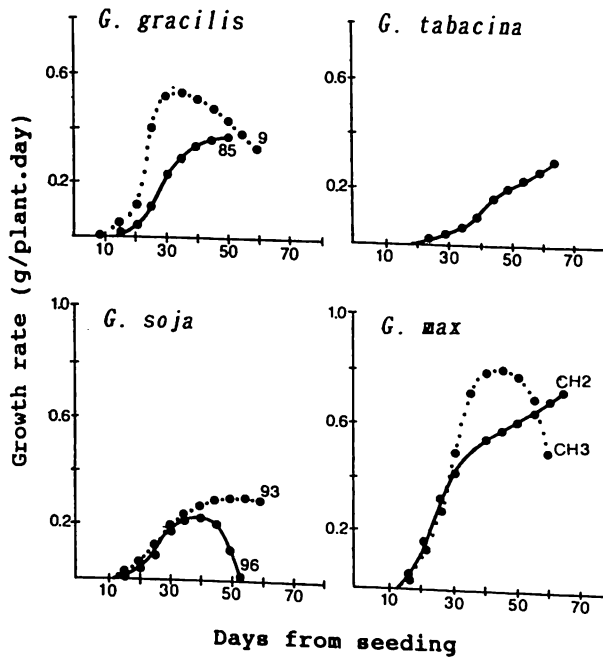 G. gracilis
G. tabacina
0.6
0.2
9
85
10 30 50 70
0.6
0.2
10 30 50 70
Growth rate (g/plant.day)
G. soja
G. max
1.0
0.6
0.2
93
96
10 30 50 70
1.0
0.6
0.2
CH2
CH3
10 30 50 70
Days from seeding